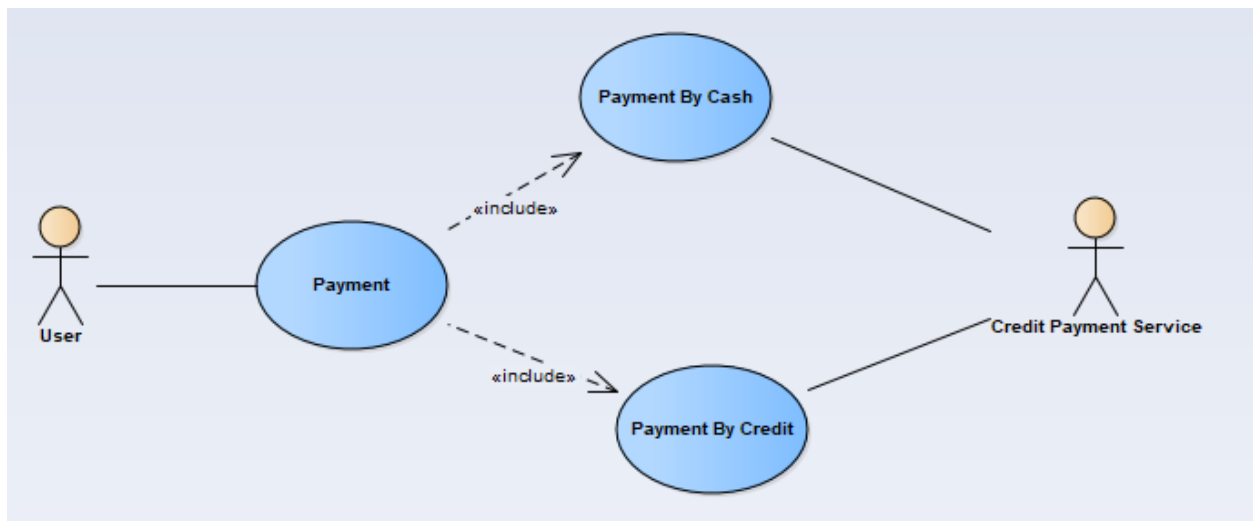 Payment By Cash
«include»
User
Payment
Credit Payment Service
«include»
Payment By Credit